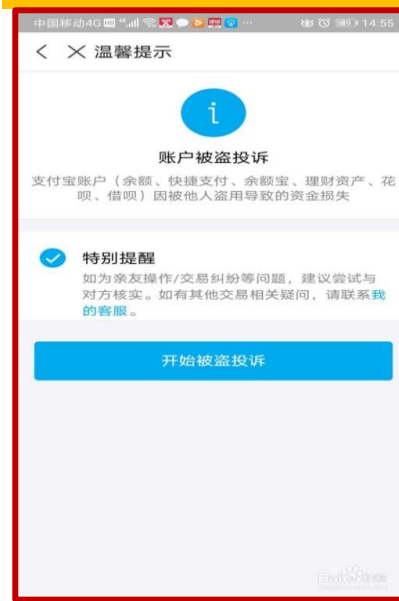 中国移动4G HD 46 14:55
温馨提示
i
账户被盗投诉
支付宝账户（余额、快捷支付、余额宝、理财资产、花
呗、借呗）因被他人盗用导致的资金损失
特别提醒
如为亲友操作/交易纠纷等问题，建议尝试与
对方核实。如有其他交易相关疑问，请联系我
的客服。
开始被盗投诉